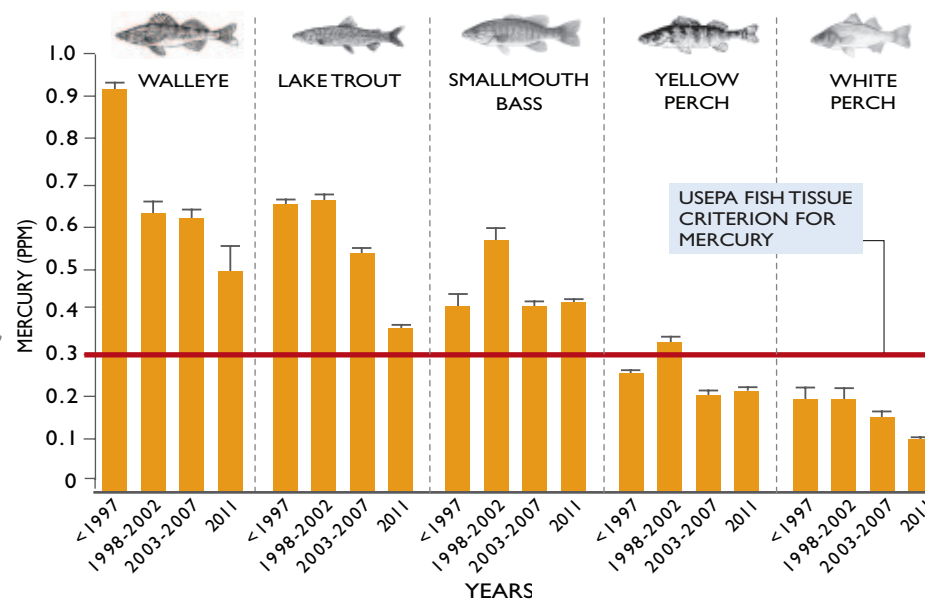 WALLEYE
LAKE TROUT
SMALLMOUTH
BASS
YELLOW
PERCH
WHITE
PERCH
USEPA FISH TISSUE
CRITERION FOR
MERCURY
MERCURY (PPM)
1.0
0.9
0.8
0.7
0.6
0.5
0.4
0.3
0.2
0.1
0
<1997
1998-2002
2003-2007
2011
<1997
1998-2002
2003-2007
2011
<1997
1998-2002
2003-2007
2011
<1997
1998-2002
2003-2007
2011
<1997
1998-2002
2003-2007
2011
YEARS